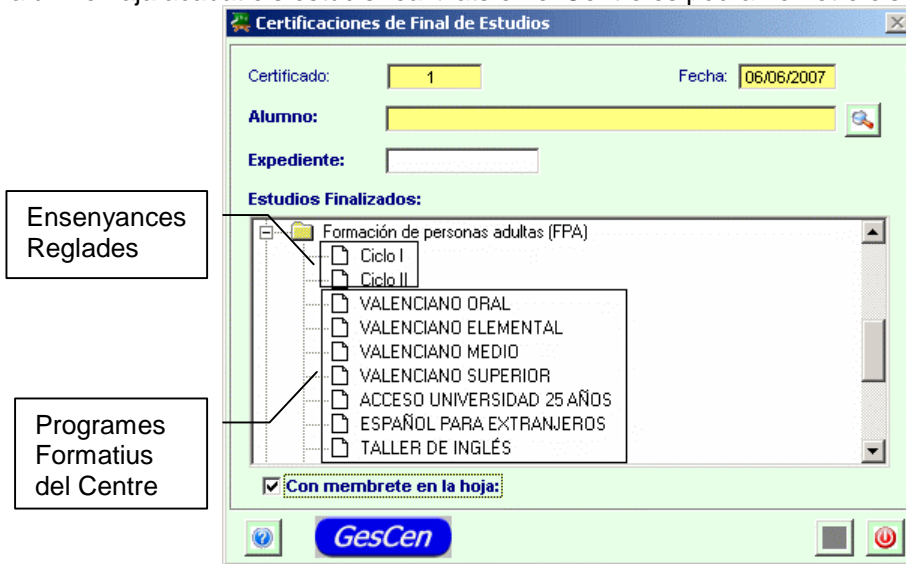 Certificaciones de Final de Estudios
Certificado: 1 Fecha: 06/06/2007
Alumno:
Expediente:
Estudios Finalizados:
Ensenyances
Reglades
Formación de personas adultas (FPA)
Ciclo I
Ciclo II
VALENCIANO ORAL
VALENCIANO ELEMENTAL
VALENCIANO MEDIO
VALENCIANO SUPERIOR
ACCESO UNIVERSIDAD 25 AÑOS
ESPAÑOL PARA EXTRANJEROS
TALLER DE INGLÉS
Programes
Formatius
del Centre
Con membrete en la hoja:
GesCen